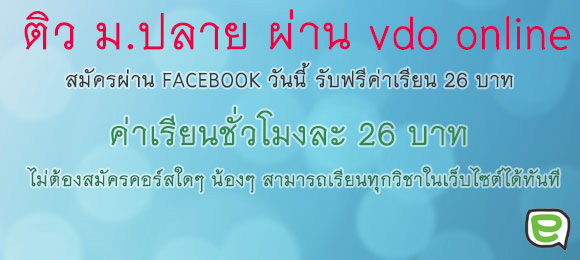 ติว ม.ปลาย ผ่าน vdo online
สมัครผ่าน FACEBOOK วันนี้ รับฟรีค่าเรียน 26 บาท
ค่าเรียนชั่วโมงละ 26 บาท
ไม่ต้องสมัครคอร์สใดๆ น้องๆ สามารถเรียนทุกวิชาในเว็บไซต์ได้ทันที
e